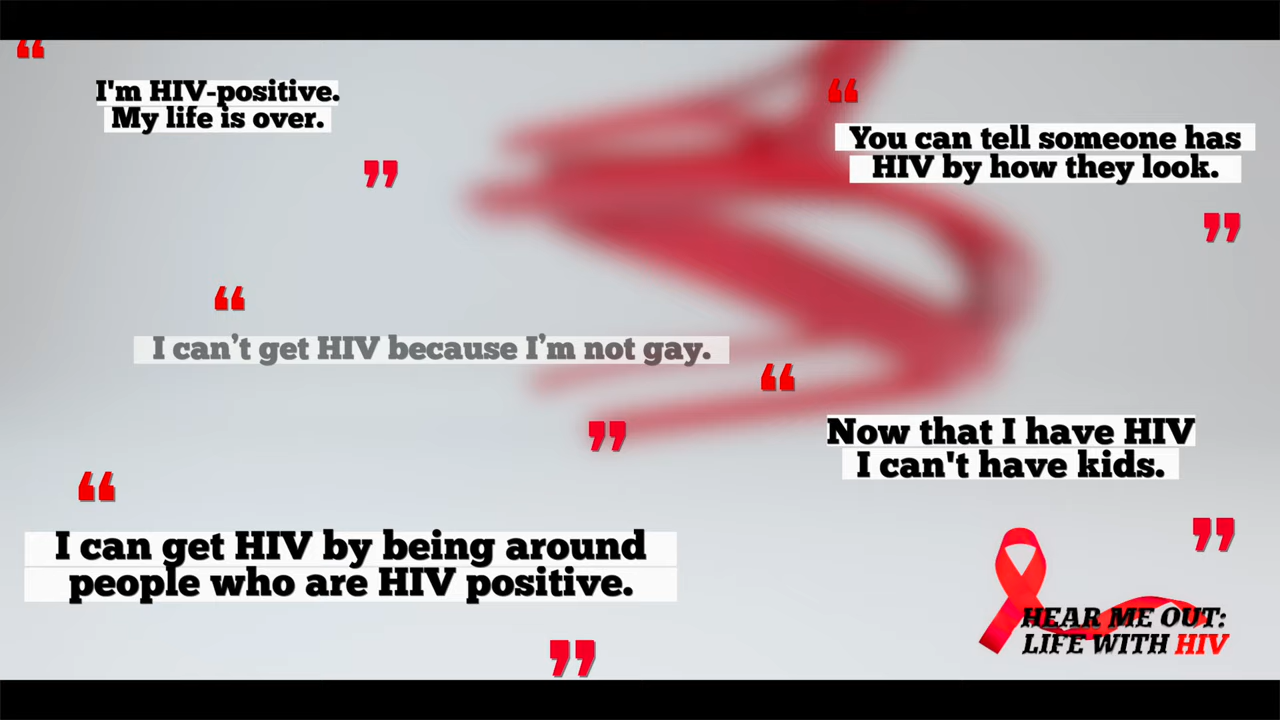 “
I'm HIV-positive.
My life is over.
”
“
You can tell someone has
HIV by how they look.
”
“
I can’t get HIV because I’m not gay.
”
“
Now that I have HIV
I can't have kids.
”
“
I can get HIV by being around
people who are HIV positive.
”
HEAR ME OUT:
LIFE WITH HIV